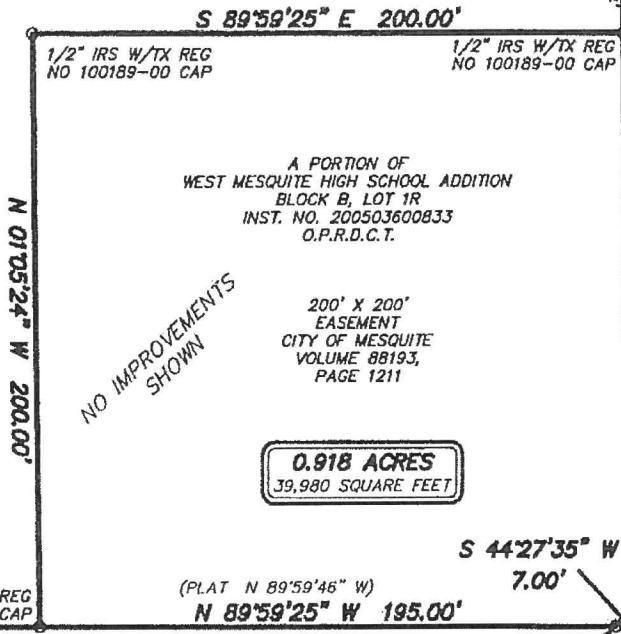 S 89°59'25" E 200.00'
1/2" IRS W/TX REG
NO 100189-00 CAP
1/2" IRS W/TX REG
NO 100189-00 CAP
A PORTION OF
WEST MESQUITE HIGH SCHOOL ADDITION
BLOCK B, LOT 1R
INST. NO. 200503600833
O.P.R.D.C.T.
N 01°05'24" W 200.00'
NO IMPROVEMENTS
SHOWN
200' X 200'
EASEMENT
CITY OF MESQUITE
VOLUME 88193,
PAGE 1211
0.918 ACRES
39,980 SQUARE FEET
S 44°27'35" W
7.00'
REG
CAP
(PLAT N 89°59'46" W)
N 89°59'25" W 195.00'